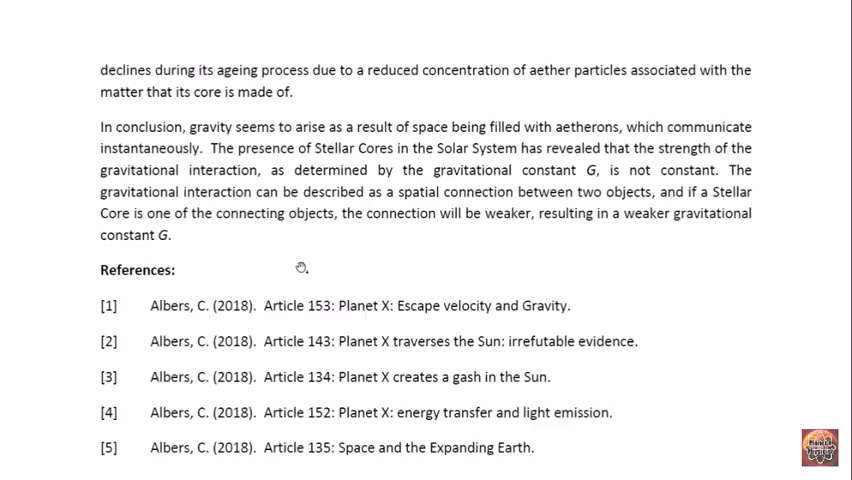 declines during its ageing process due to a reduced concentration of aether particles associated with the
matter that its core is made of.
In conclusion, gravity seems to arise as a result of space being filled with aetherons, which communicate
instantaneously. The presence of Stellar Cores in the Solar System has revealed that the strength of the
gravitational interaction, as determined by the gravitational constant G, is not constant. The
gravitational interaction can be described as a spatial connection between two objects, and if a Stellar
Core is one of the connecting objects, the connection will be weaker, resulting in a weaker gravitational
constant G.
References:
[1] Albers, C. (2018). Article 153: Planet X: Escape velocity and Gravity.
[2] Albers, C. (2018). Article 143: Planet X traverses the Sun: irrefutable evidence.
[3] Albers, C. (2018). Article 134: Planet X creates a gash in the Sun.
[4] Albers, C. (2018). Article 152: Planet X: energy transfer and light emission.
[5] Albers, C. (2018). Article 135: Space and the Expanding Earth.